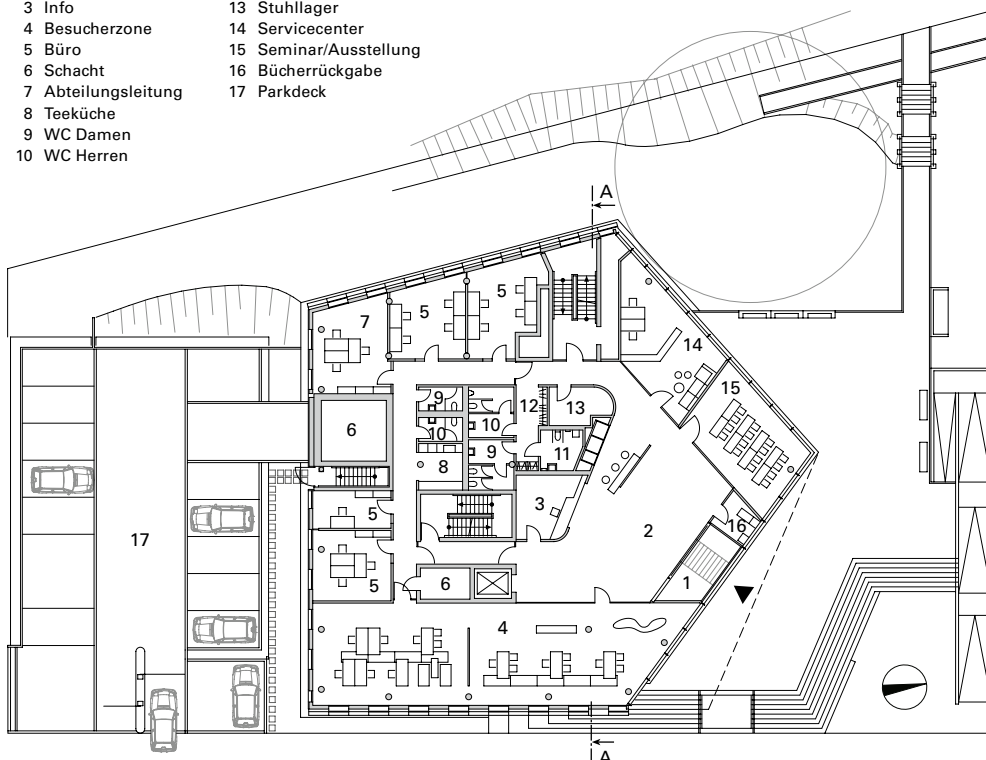 3 Info
4 Besucherzone
5 Büro
6 Schacht
7 Abteilungsleitung
8 Teeküche
9 WC Damen
10 WC Herren
13 Stuhllager
14 Servicecenter
15 Seminar/Ausstellung
16 Bücherrückgabe
17 Parkdeck
A
5
5
7
14
15
9
12
13
10
10
6
9
11
8
3
5
16
2
17
5
6
1
4
A